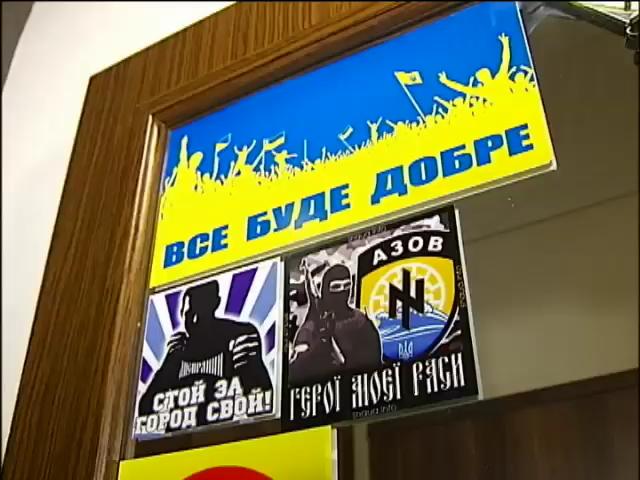 ВСЕ БУДЕ ДОБРЕ
АЗОВ
СТОЙ ЗА
ГОРОД СВОЙ!
ГЕРОЇ МОЄЇ РАСИ